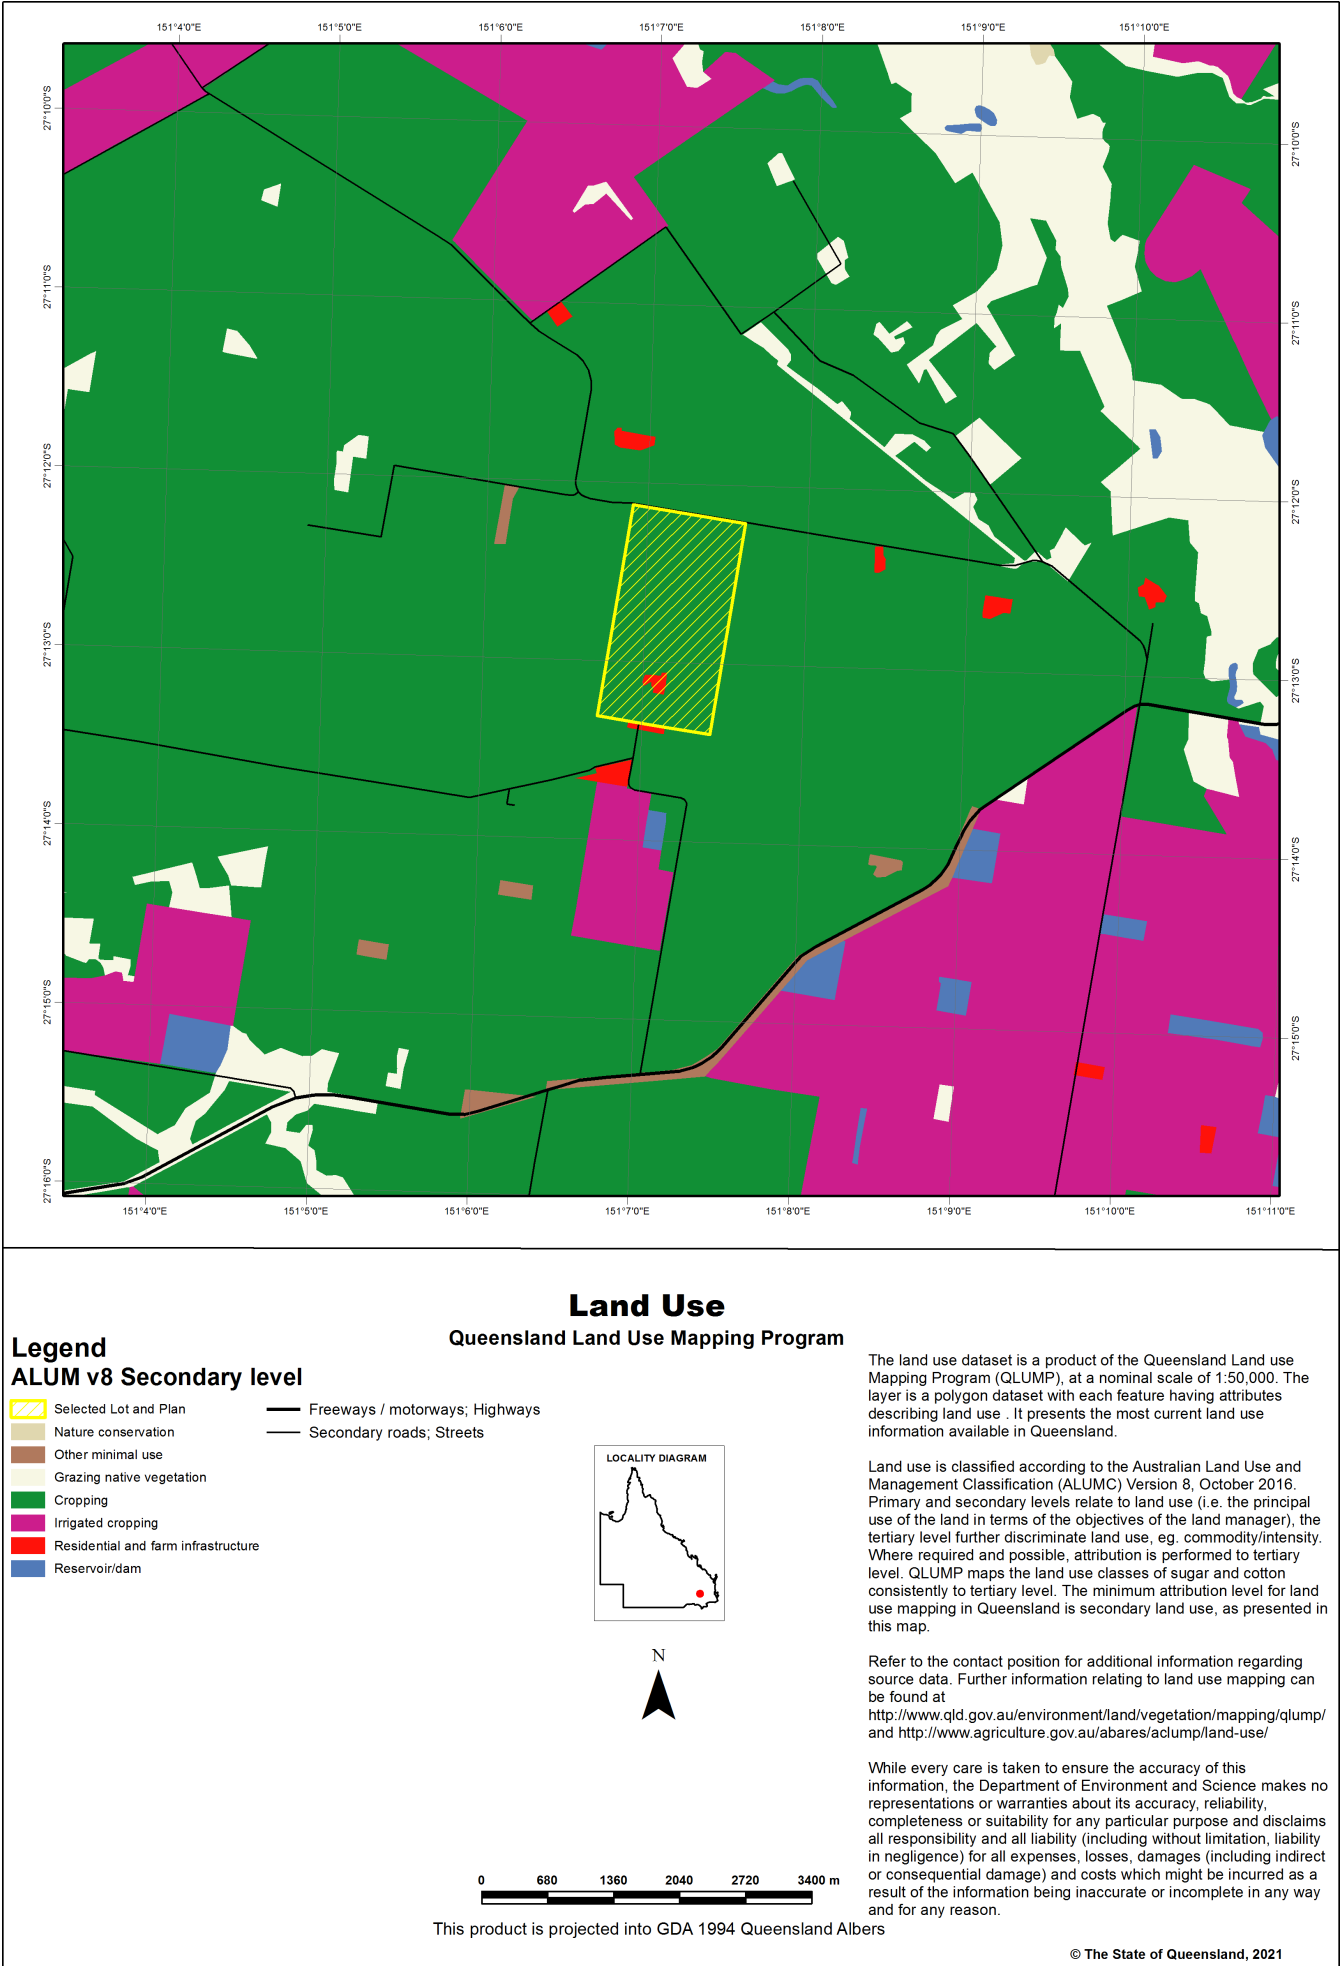 151°4'0"E
151°5'0"E
151°6'0"E
151°7'0"E
151°8'0"E
151°9'0"E
151°10'0"E
27°10'0"S
27°11'0"S
27°12'0"S
27°13'0"S
27°14'0"S
27°15'0"S
27°16'0"S
27°10'0"S
27°11'0"S
27°12'0"S
27°13'0"S
27°14'0"S
27°15'0"S
151°4'0"E
151°5'0"E
151°6'0"E
151°7'0"E
151°8'0"E
151°9'0"E
151°10'0"E
151°11'0"E
Land Use
Queensland Land Use Mapping Program
Legend
ALUM v8 Secondary level
Selected Lot and Plan
Nature conservation
Other minimal use
Grazing native vegetation
Cropping
Irrigated cropping
Residential and farm infrastructure
Reservoir/dam
Freeways / motorways; Highways
Secondary roads; Streets
LOCALITY DIAGRAM
N
0 680 1360 2040 2720 3400 m
This product is projected into GDA 1994 Queensland Albers
The land use dataset is a product of the Queensland Land use
Mapping Program (QLUMP), at a nominal scale of 1:50,000. The
layer is a polygon dataset with each feature having attributes
describing land use . It presents the most current land use
information available in Queensland.
Land use is classified according to the Australian Land Use and
Management Classification (ALUMC) Version 8, October 2016.
Primary and secondary levels relate to land use (i.e. the principal
use of the land in terms of the objectives of the land manager), the
tertiary level further discriminate land use, eg. commodity/intensity.
Where required and possible, attribution is performed to tertiary
level. QLUMP maps the land use classes of sugar and cotton
consistently to tertiary level. The minimum attribution level for land
use mapping in Queensland is secondary land use, as presented in
this map.
Refer to the contact position for additional information regarding
source data. Further information relating to land use mapping can
be found at
http://www.qld.gov.au/environment/land/vegetation/mapping/qlump/
and http://www.agriculture.gov.au/abares/aclump/land-use/
While every care is taken to ensure the accuracy of this
information, the Department of Environment and Science makes no
representations or warranties about its accuracy, reliability,
completeness or suitability for any particular purpose and disclaims
all responsibility and all liability (including without limitation, liability
in negligence) for all expenses, losses, damages (including indirect
or consequential damage) and costs which might be incurred as a
result of the information being inaccurate or incomplete in any way
and for any reason.
© The State of Queensland, 2021